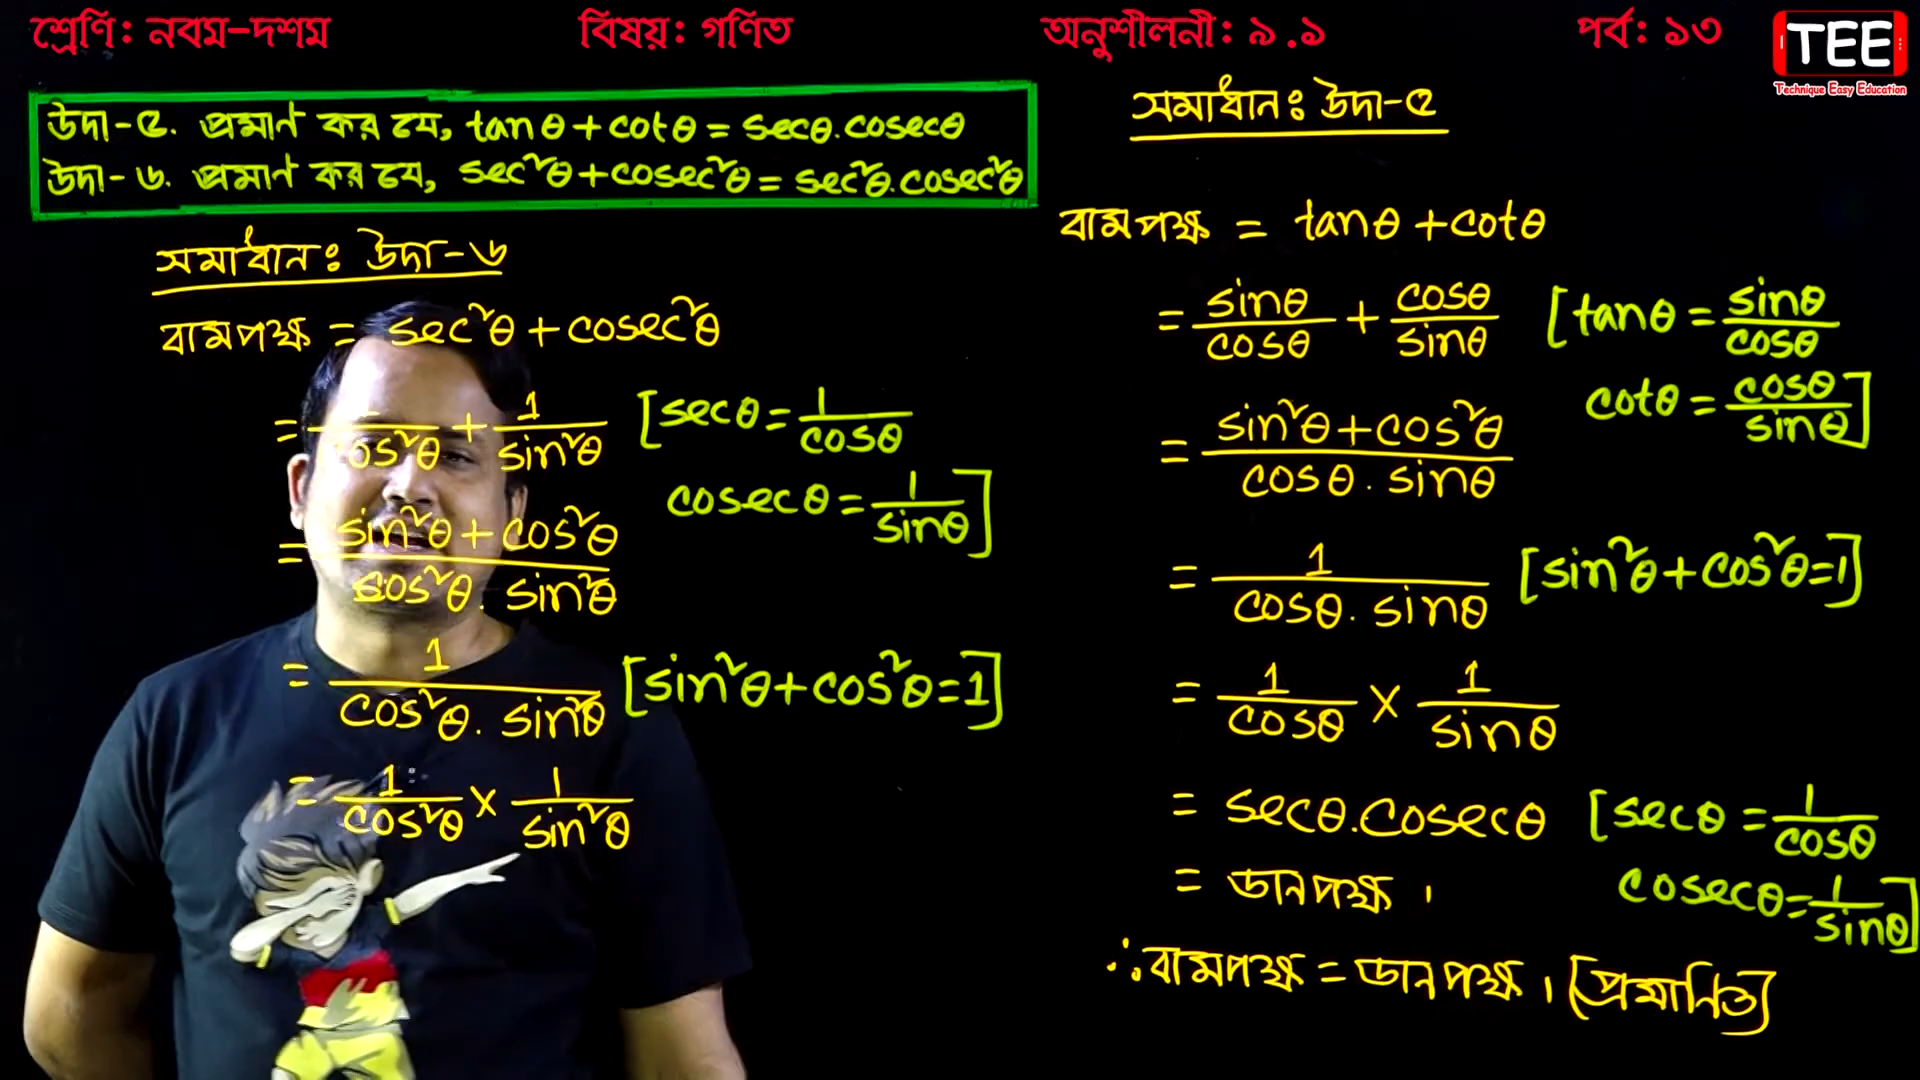 শ্রেণি: নবম-দশম
বিষয়: গণিত
অনুশীলনী: ৯.১
পর্ব: ১৩
TEE
Technique Easy Education
উদা-৫. প্রমাণ কর যে, tanθ + cotθ = secθ.cosecθ
উদা-৬. প্রমাণ কর যে, sec²θ + cosec²θ = sec²θ.cosec²θ
সমাধান: উদা-৬
বামপক্ষ = sec²θ + cosec²θ
= 1/cos²θ + 1/sin²θ [secθ = 1/cosθ
cosecθ = 1/sinθ]
= (sin²θ + cos²θ)/(cos²θ. sin²θ)
= 1/(cos²θ. sin²θ) [sin²θ + cos²θ = 1]
= 1/cos²θ × 1/sin²θ
সমাধান: উদা-৫
বামপক্ষ = tanθ + cotθ
= sinθ/cosθ + cosθ/sinθ [tanθ = sinθ/cosθ
cotθ = cosθ/sinθ]
= (sin²θ + cos²θ)/(cosθ. sinθ)
= 1/(cosθ. sinθ) [sin²θ + cos²θ = 1]
= 1/cosθ × 1/sinθ
= secθ.cosecθ [secθ = 1/cosθ
cosecθ = 1/sinθ]
= ডানপক্ষ।
∴ বামপক্ষ = ডানপক্ষ। [প্রমানিত]